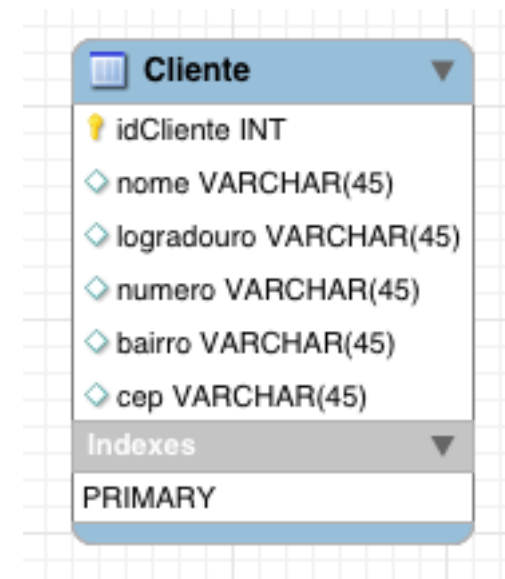 Cliente
idCliente INT
nome VARCHAR(45)
logradouro VARCHAR(45)
numero VARCHAR(45)
bairro VARCHAR(45)
cep VARCHAR(45)
Indexes
PRIMARY